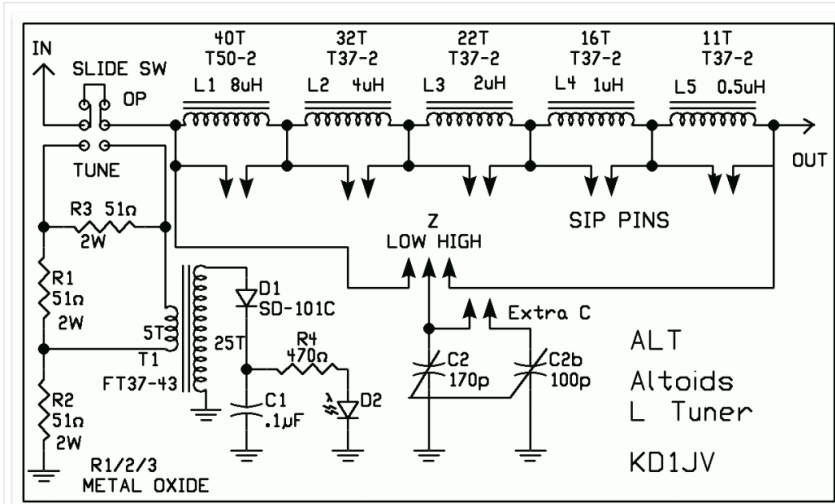 40T 32T 22T 16T 11T
IN T50-2 T37-2 T37-2 T37-2 T37-2
SLIDE SW L1 8uH L2 4uH L3 2uH L4 1uH L5 0.5uH
OP
OUT
TUNE
SIP PINS
R3 51Ω
2W
Z
LOW HIGH
R1
51Ω
2W
D1
SD-101C
Extra C
5T
T1
25T
FT37-43
R4
470Ω
C2
170p
C2b
100p
ALT
Altoids
L Tuner
KD1JV
R2
51Ω
2W
C1
.1µF
D2
λ
R1/2/3
METAL OXIDE